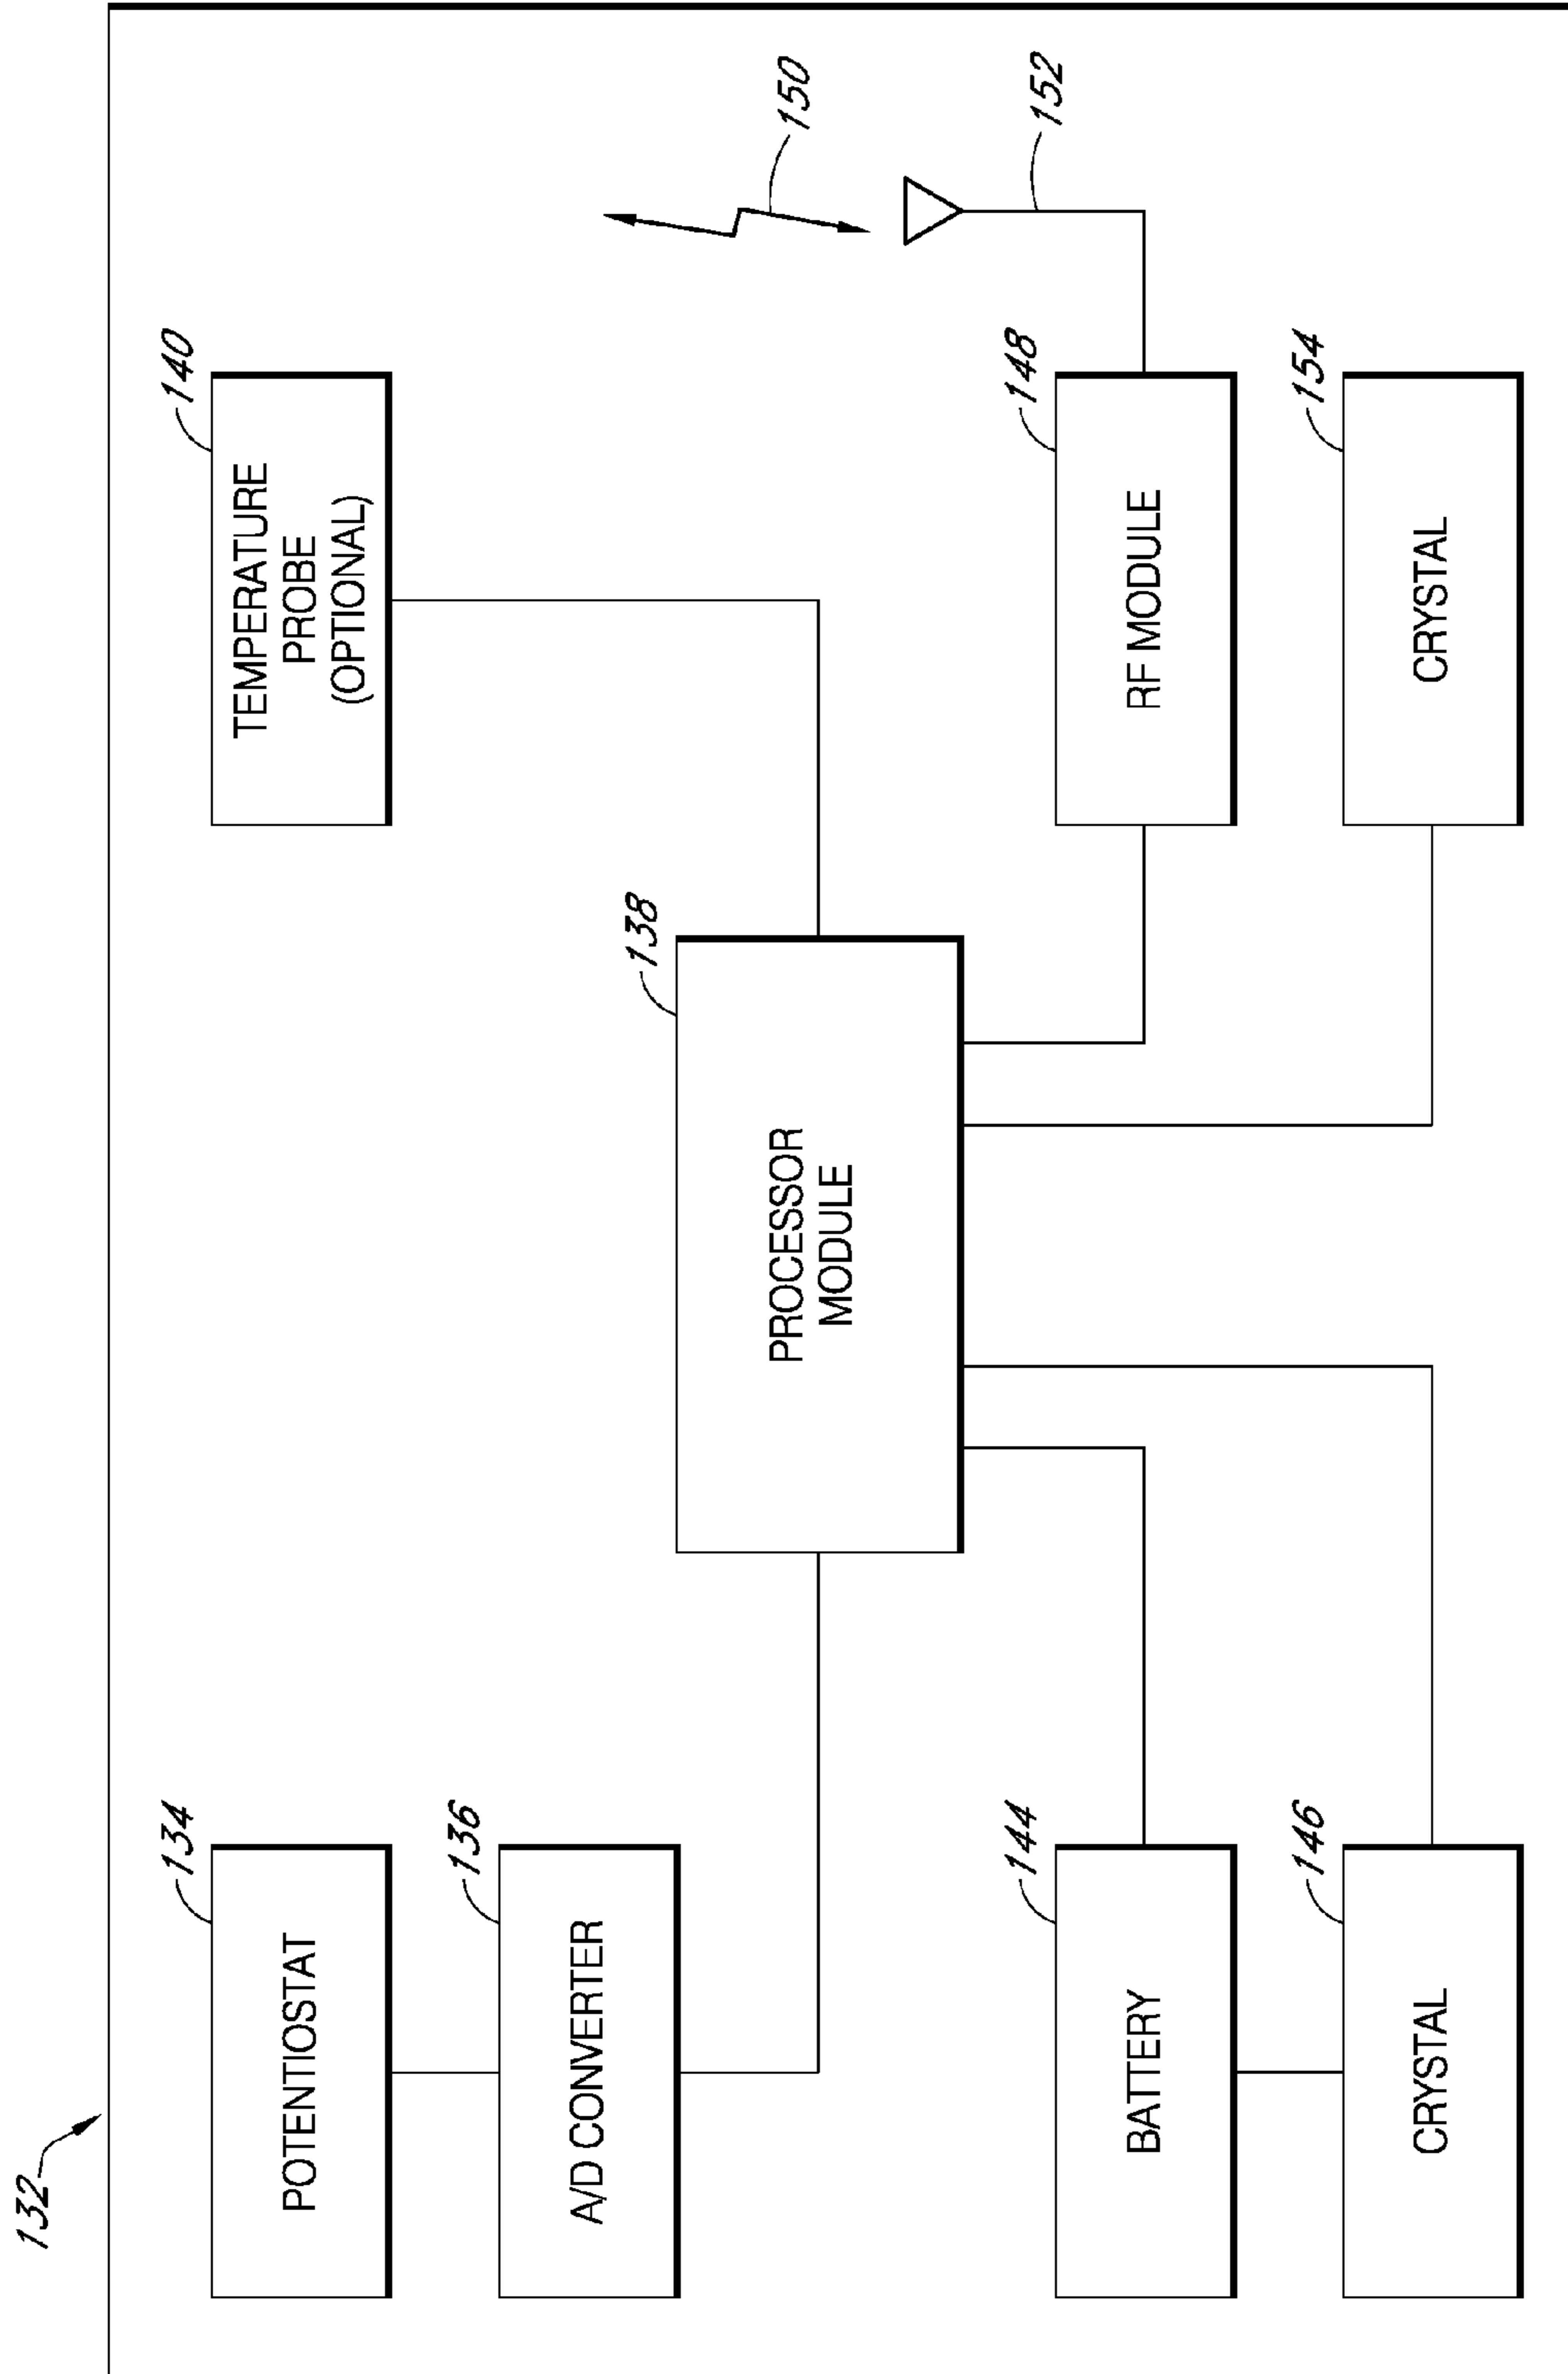 132
134
POTENTIOSTAT
136
A/D CONVERTER
138
PROCESSOR
MODULE
140
TEMPERATURE
PROBE
(OPTIONAL)
150
152
144
BATTERY
146
CRYSTAL
148
RF MODULE
154
CRYSTAL